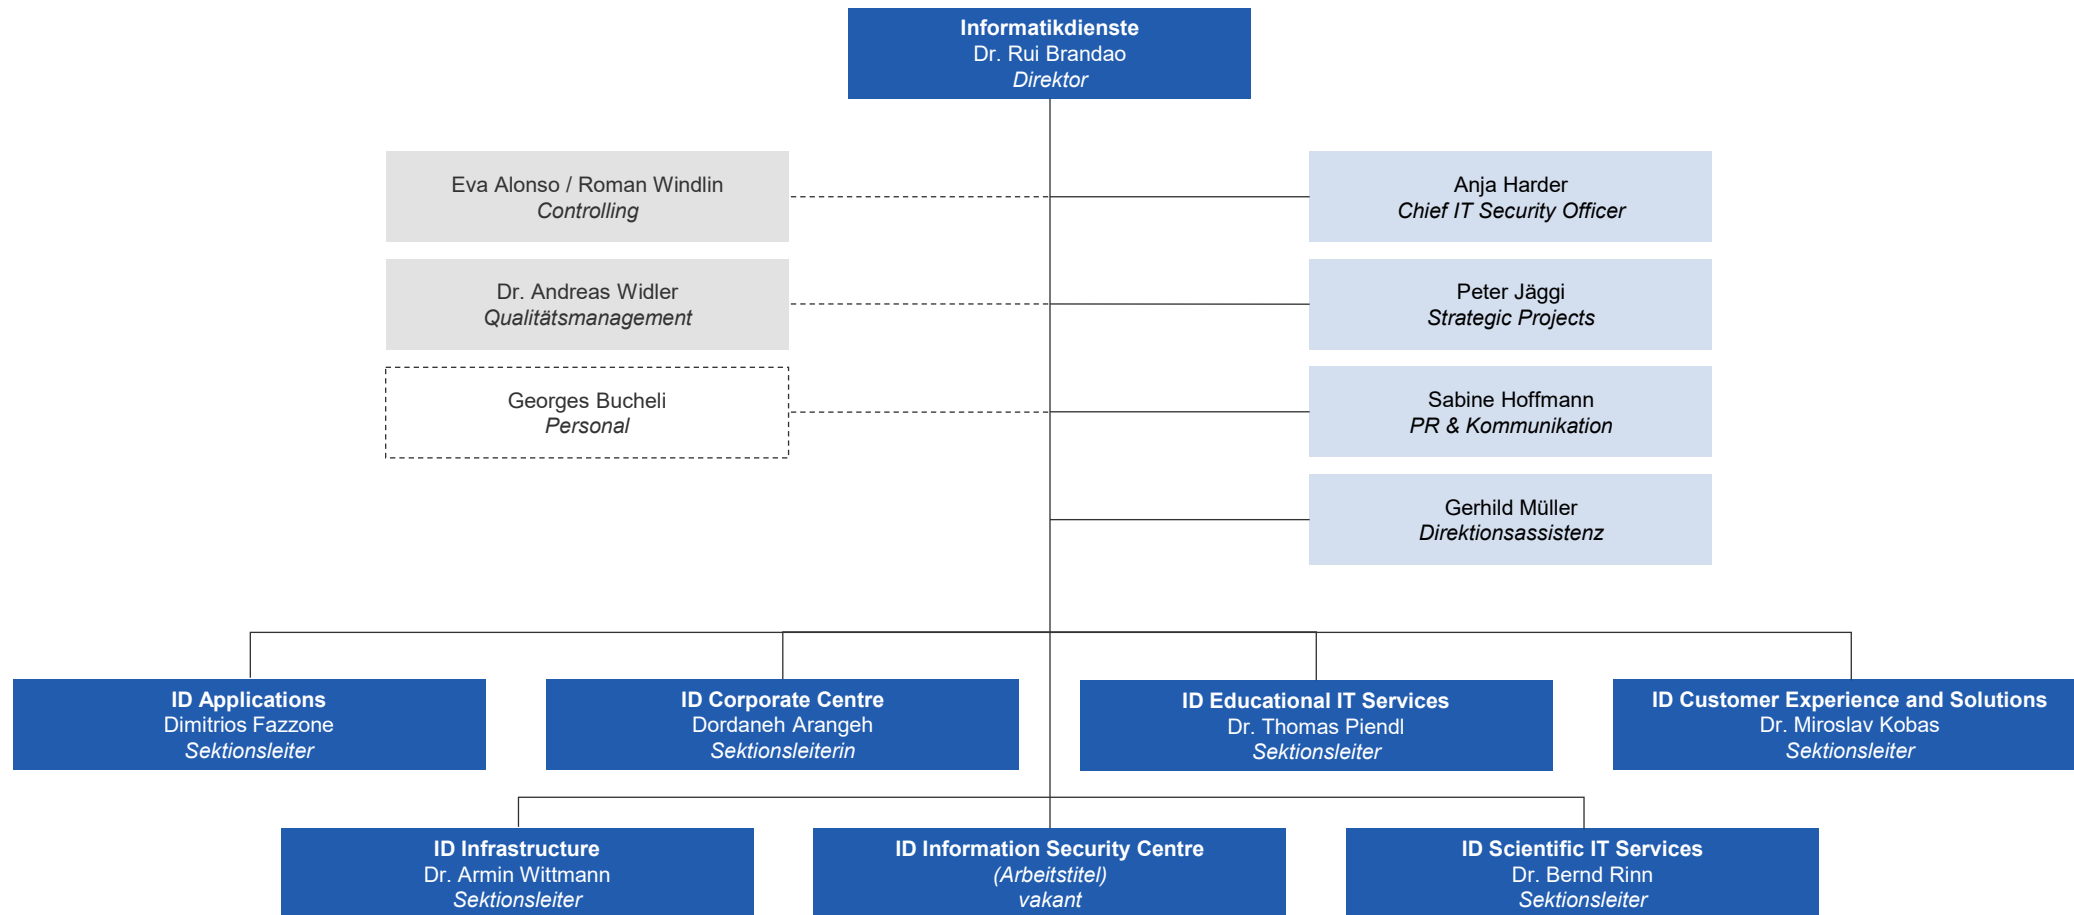 Informatikdienste
Dr. Rui Brandao
Direktor
Eva Alonso / Roman Windlin
Controlling
Anja Harder
Chief IT Security Officer
Dr. Andreas Widler
Qualitätsmanagement
Peter Jäggi
Strategic Projects
Georges Bucheli
Personal
Sabine Hoffmann
PR & Kommunikation
Gerhild Müller
Direktionsassistenz
ID Applications
Dimitrios Fazzone
Sektionsleiter
ID Corporate Centre
Dordaneh Arangeh
Sektionsleiterin
ID Educational IT Services
Dr. Thomas Piendl
Sektionsleiter
ID Customer Experience and Solutions
Dr. Miroslav Kobas
Sektionsleiter
ID Infrastructure
Dr. Armin Wittmann
Sektionsleiter
ID Information Security Centre
(Arbeitstitel)
vakant
ID Scientific IT Services
Dr. Bernd Rinn
Sektionsleiter